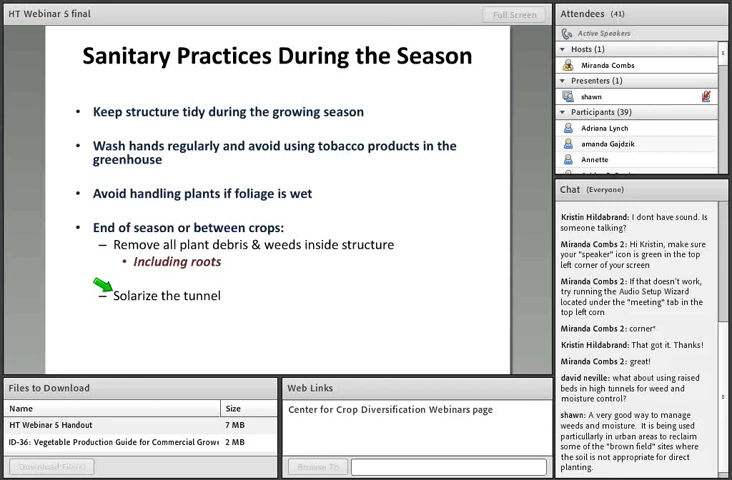 HT Webinar 5 final
Full Screen
Sanitary Practices During the Season
• Keep structure tidy during the growing season
• Wash hands regularly and avoid using tobacco products in the
greenhouse
• Avoid handling plants if foliage is wet
• End of season or between crops:
– Remove all plant debris & weeds inside structure
• Including roots
– Solarize the tunnel
Files to Download
Name Size
HT Webinar 5 Handout 7 MB
ID-36: Vegetable Production Guide for Commercial Growe 2 MB
Download File(s)
Web Links
Center for Crop Diversification Webinars page
Browse To
Attendees (41)
Active Speakers
Hosts (1)
Miranda Combs
Presenters (1)
shawn
Participants (39)
Adriana Lynch
amanda Gajdzik
Annette
Chat (Everyone)
Kristin Hildabrand: I dont have sound. Is
someone talking?
Miranda Combs 2: Hi Kristin, make sure
your "speaker" icon is green in the top
left corner of your screen
Miranda Combs 2: If that doesn't work,
try running the Audio Setup Wizard
located under the "meeting" tab in the
top left corn
Miranda Combs 2: corner*
Kristin Hildabrand: That got it. Thanks!
Miranda Combs 2: great!
david neville: what about using raised
beds in high tunnels for weed and
moisture control?
shawn: A very good way to manage
weeds and moisture. It is being used
particullarly in urban areas to reclaim
some of the "brown field" sites where
the soil is not appropriate for direct
planting.